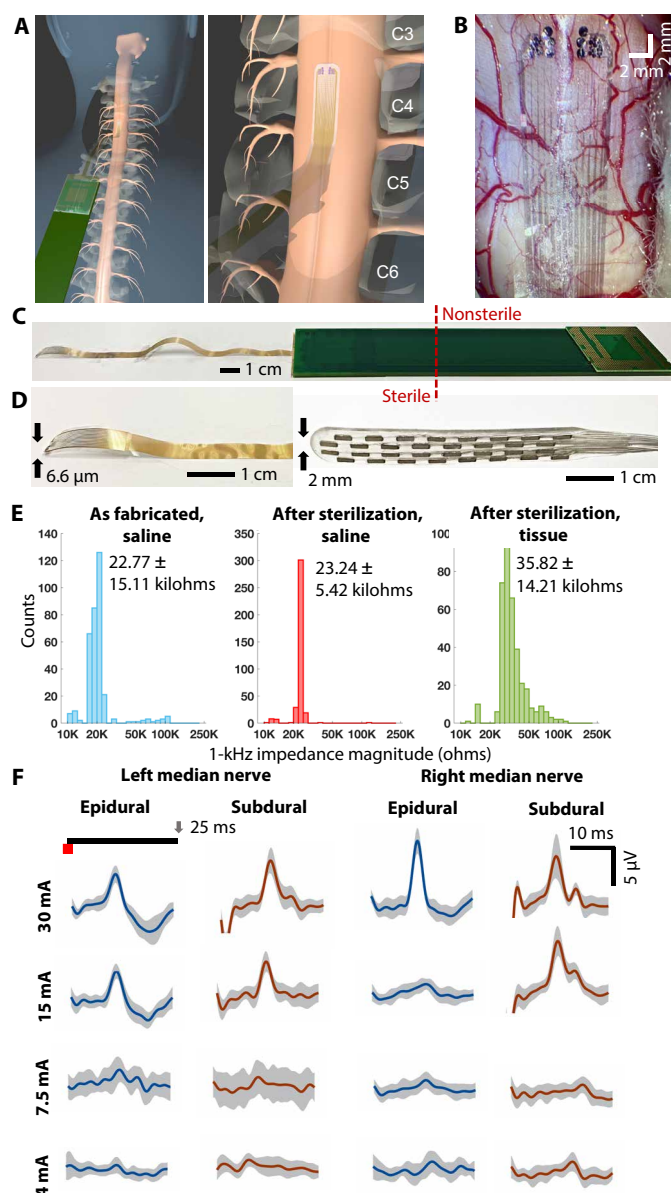 A
C3
C4
C5
C6
B
2 mm
2 mm
C
Nonsterile
1 cm
Sterile
D
6.6 µm
1 cm
2 mm
1 cm
E
As fabricated,
saline
After sterilization,
saline
After sterilization,
tissue
22.77 ±
15.11 kilohms
23.24 ±
5.42 kilohms
35.82 ±
14.21 kilohms
Counts
140
120
100
80
60
40
20
0
350
300
250
200
150
100
50
0
100
80
60
40
20
0
10K 20K 50K 100K 250K
10K 20K 50K 100K 250K
10K 20K 50K 100K 250K
1-kHz impedance magnitude (ohms)
F
Left median nerve
Right median nerve
Epidural
Subdural
Epidural
Subdural
25 ms
10 ms
5 µV
30 mA
15 mA
7.5 mA
4 mA